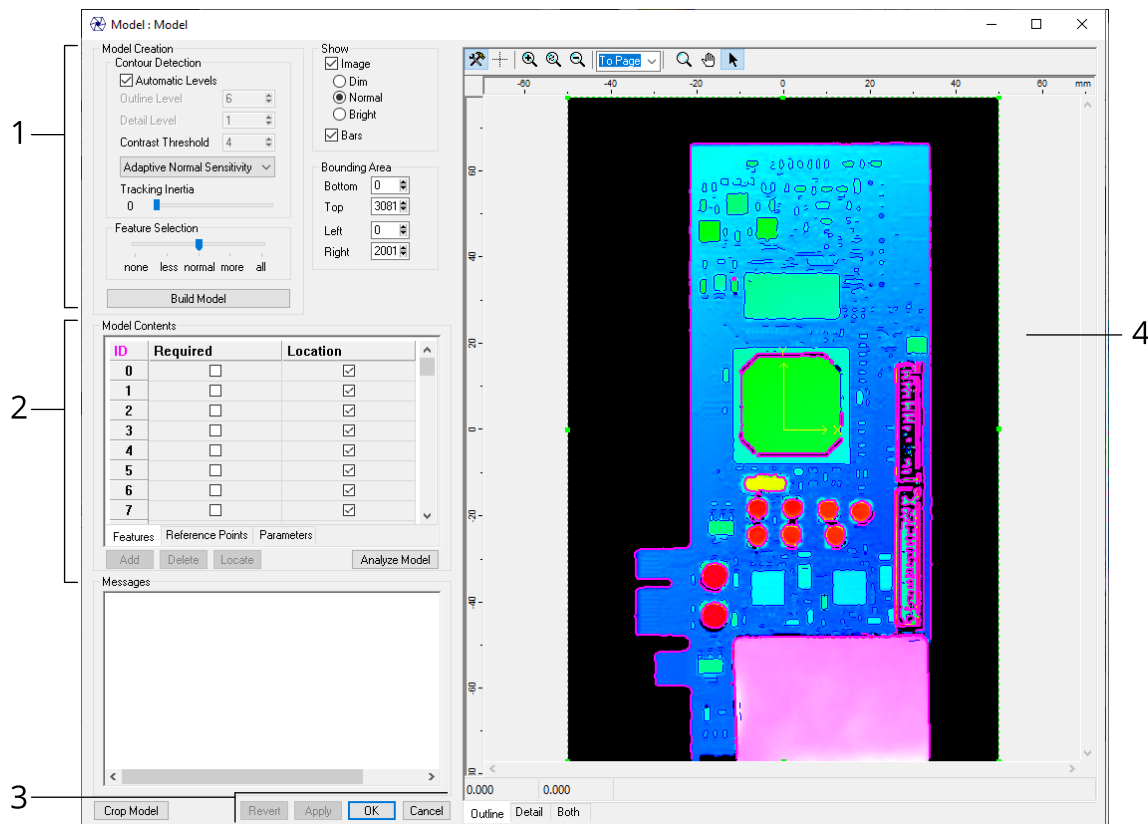 Model : Model
Model Creation
Contour Detection
Automatic Levels
Outline Level 6
Detail Level 1
Contrast Threshold 4
Adaptive Normal Sensitivity
Tracking Inertia
0
Feature Selection
none less normal more all
Build Model
Show
Image
Dim
Normal
Bright
Bars
Bounding Area
Bottom 0
Top 3081
Left 0
Right 2001
Model Contents
ID Required Location
0
1
2
3
4
5
6
7
Features Reference Points Parameters
Add Delete Locate Analyze Model
Messages
Crop Model Revert Apply OK Cancel
To Page
-60 -40 -20 0 20 40 60 mm
60
40
20
0
-20
-40
-60
-80
Y
X
0.000 0.000
Outline Detail Both
1
2
3
4